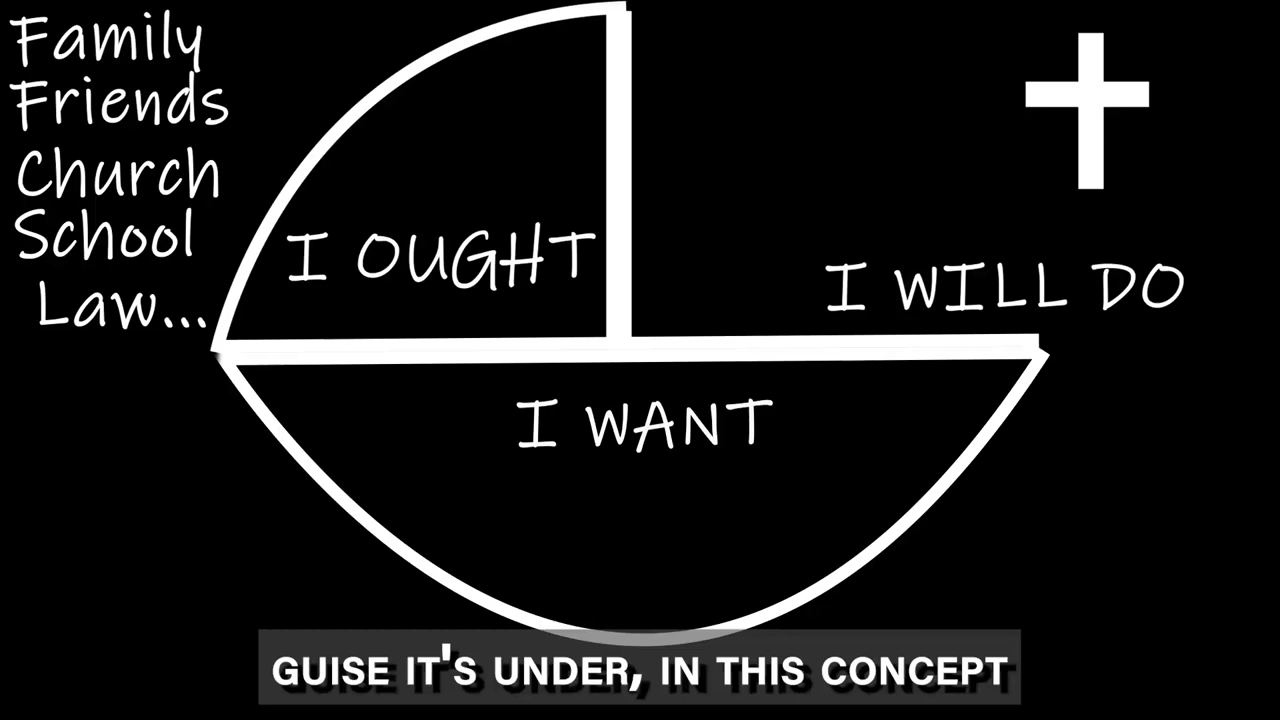 Family
Friends
Church
School
Law...
I OUGHT
I WILL DO
I WANT
GUISE IT'S UNDER, IN THIS CONCEPT